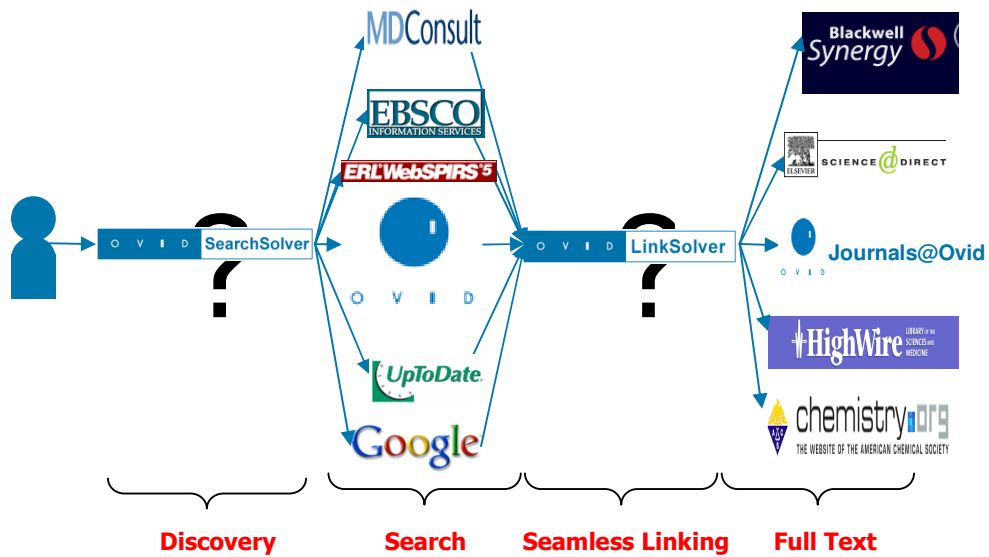 MDConsult
EBSCO
INFORMATION SERVICES
ERL WebSPIRS 5
O V I D
UpToDate
Google
?
O V I D SearchSolver
?
O V I D LinkSolver
Blackwell
Synergy
ELSEVIER
SCIENCE @ DIRECT
Journals@Ovid
O V I D
HighWire
LIBRARY OF THE
SCIENCES AND
MEDICINE
chemistry.org
THE WEBSITE OF THE AMERICAN CHEMICAL SOCIETY
Discovery
Search
Seamless Linking
Full Text